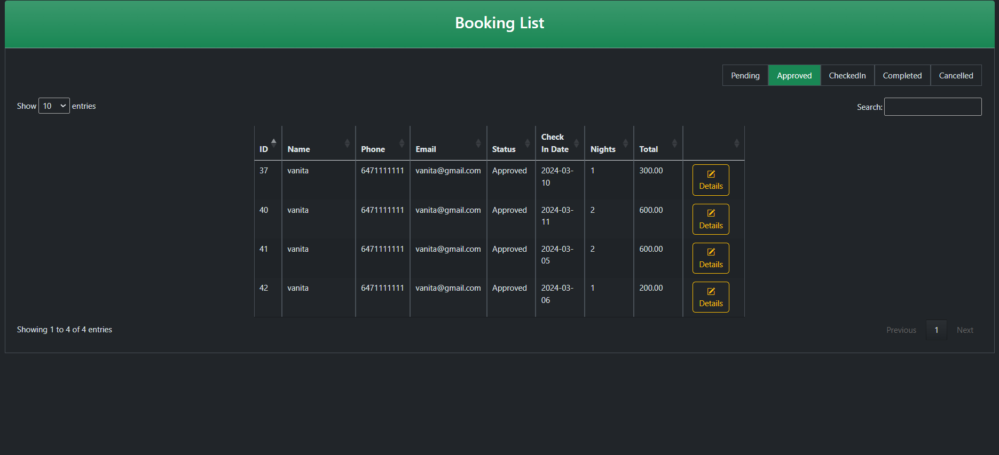 Booking List
Pending Approved CheckedIn Completed Cancelled
Show 10 entries Search:
ID Name Phone Email Status Check In Date Nights Total
37 vanita 6471111111 vanita@gmail.com Approved 2024-03-10 1 300.00 Details
40 vanita 6471111111 vanita@gmail.com Approved 2024-03-11 2 600.00 Details
41 vanita 6471111111 vanita@gmail.com Approved 2024-03-05 2 600.00 Details
42 vanita 6471111111 vanita@gmail.com Approved 2024-03-06 1 200.00 Details
Showing 1 to 4 of 4 entries Previous 1 Next